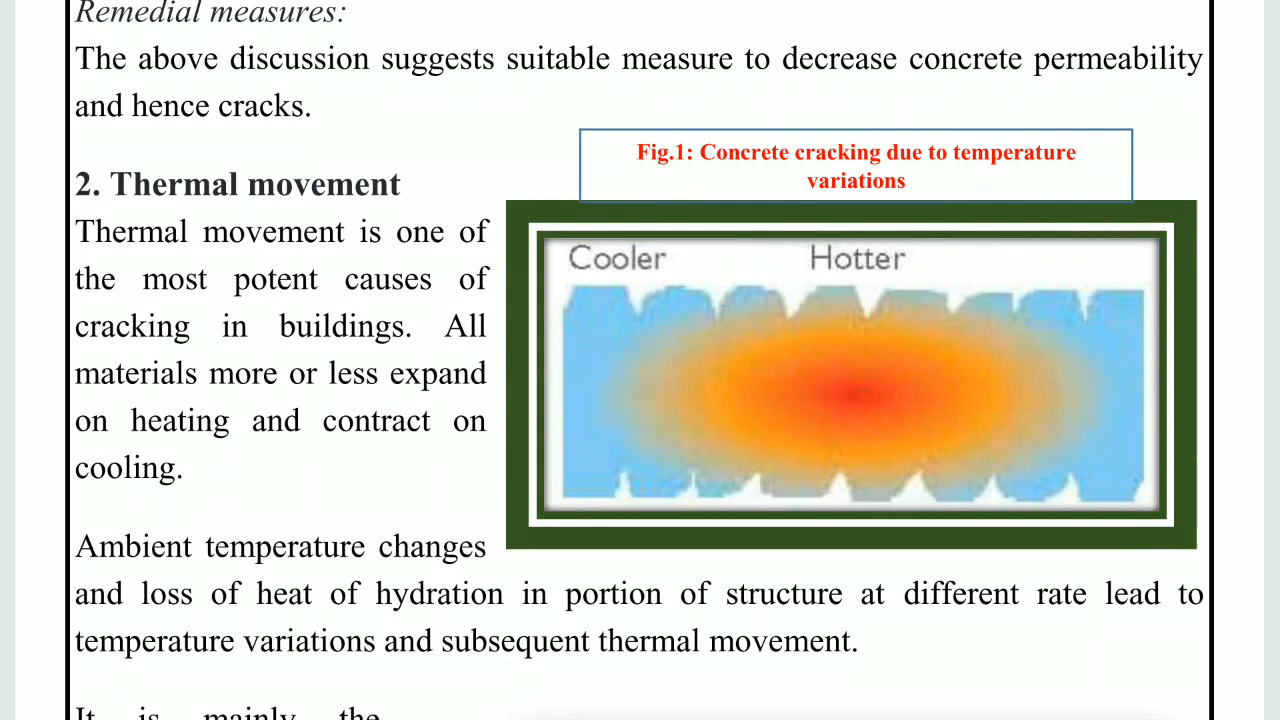 Remedial measures:
The above discussion suggests suitable measure to decrease concrete permeability
and hence cracks.
Fig.1: Concrete cracking due to temperature
variations
2. Thermal movement
Thermal movement is one of
the most potent causes of
cracking in buildings. All
materials more or less expand
on heating and contract on
cooling.
Cooler Hotter
Ambient temperature changes
and loss of heat of hydration in portion of structure at different rate lead to
temperature variations and subsequent thermal movement.
It is mainly the